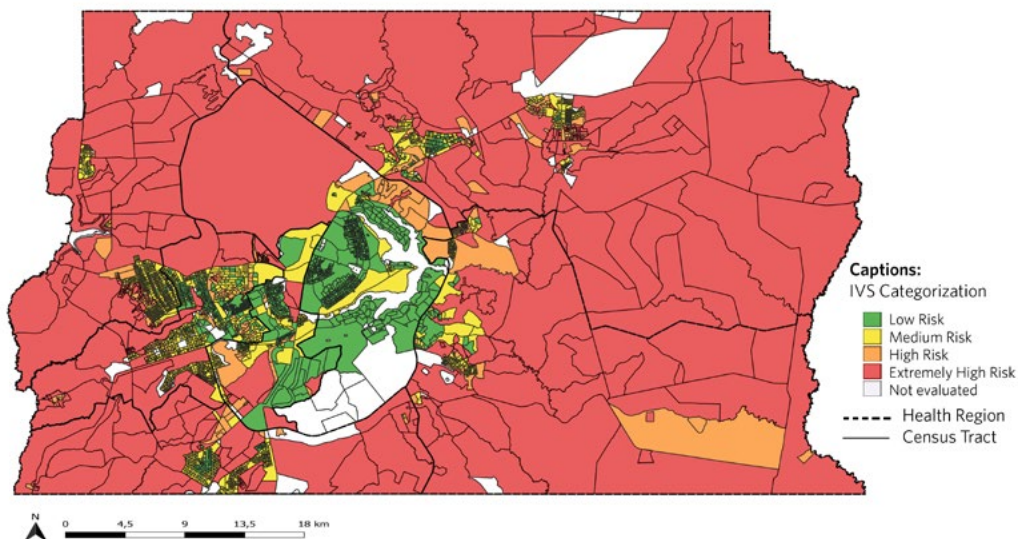 Captions:
IVS Categorization
Low Risk
Medium Risk
High Risk
Extremely High Risk
Not evaluated
Health Region
Census Tract
N
0 4,5 9 13,5 18 km